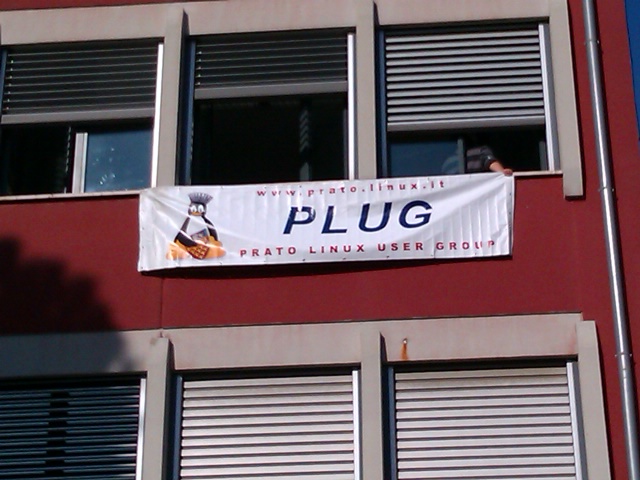 www.prato.linux.it
PLUG
PRATO LINUX USER GROUP